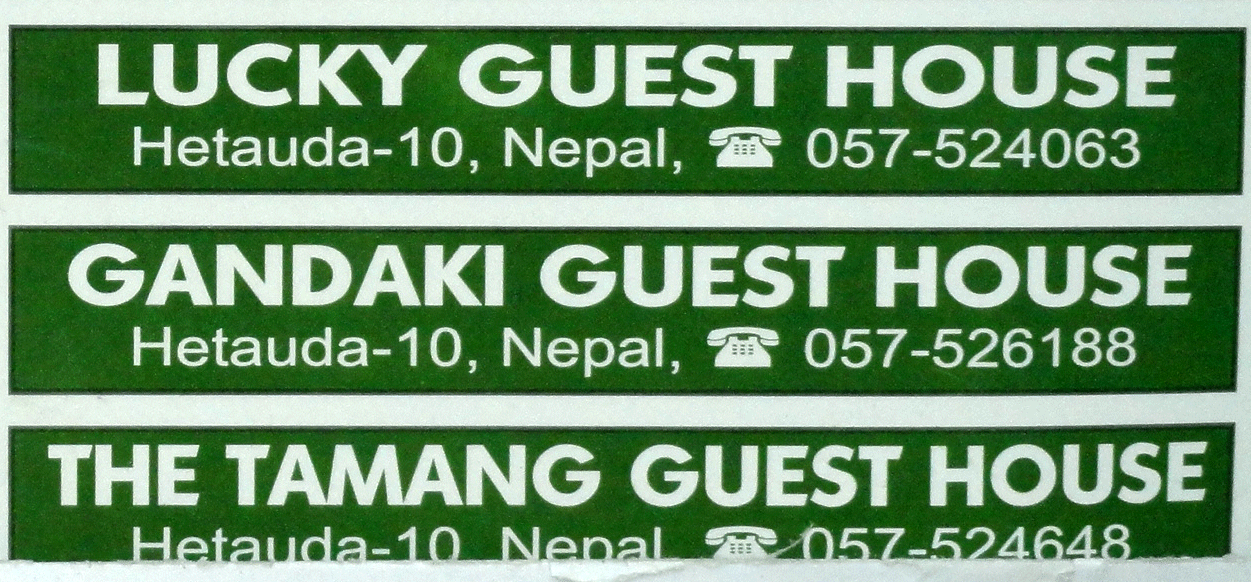 LUCKY GUEST HOUSE
Hetauda-10, Nepal, ☎ 057-524063
GANDAKI GUEST HOUSE
Hetauda-10, Nepal, ☎ 057-526188
THE TAMANG GUEST HOUSE
Hetauda-10, Nepal, ☎ 057-524648